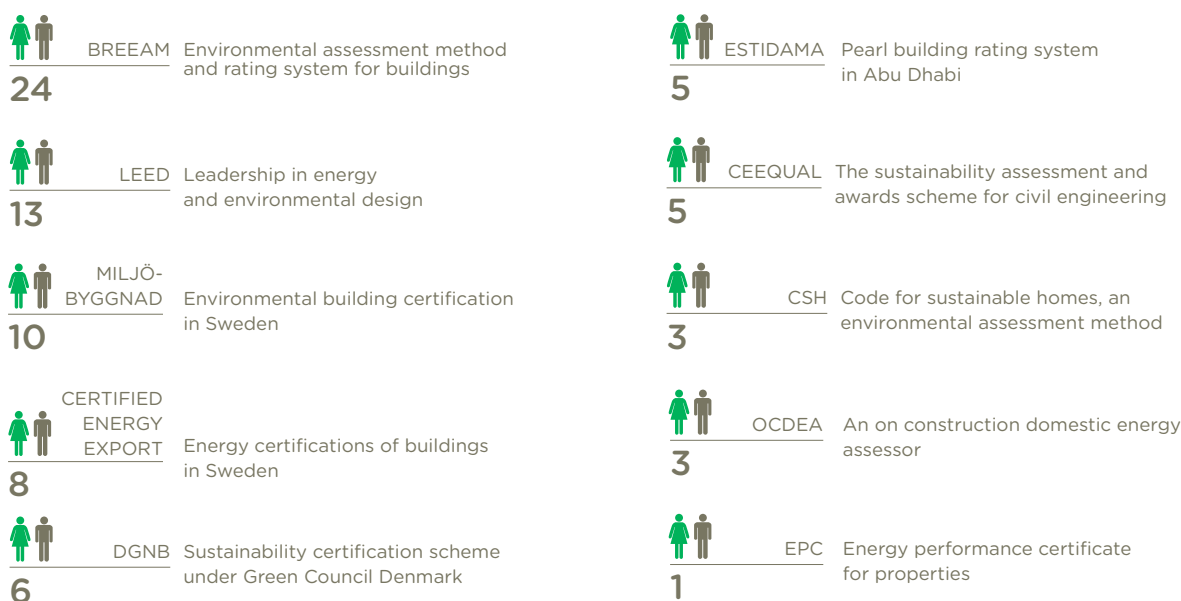 BREEAM Environmental assessment method
and rating system for buildings
24
LEED Leadership in energy
and environmental design
13
MILJÖ-
BYGGNAD Environmental building certification
in Sweden
10
CERTIFIED
ENERGY
EXPORT Energy certifications of buildings
in Sweden
8
DGNB Sustainability certification scheme
under Green Council Denmark
6
ESTIDAMA Pearl building rating system
in Abu Dhabi
5
CEEQUAL The sustainability assessment and
awards scheme for civil engineering
5
CSH Code for sustainable homes, an
environmental assessment method
3
OCDEA An on construction domestic energy
assessor
3
EPC Energy performance certificate
for properties
1